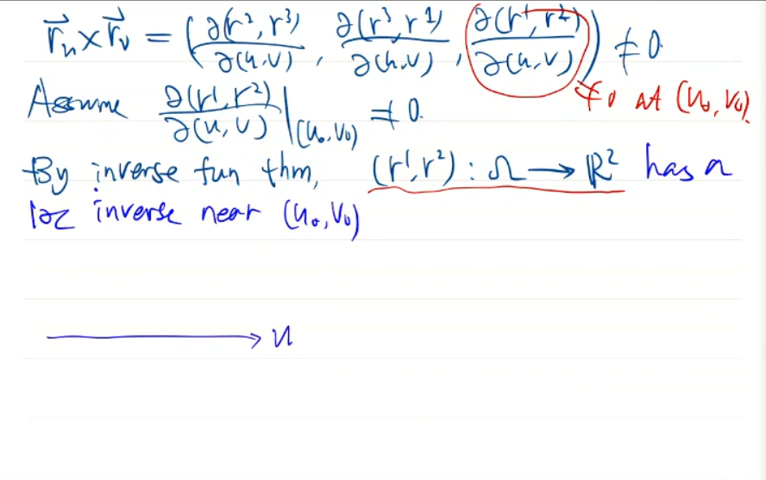 r⃗ᵤ × r⃗ᵥ = ( ∂(r², r³)/∂(u,v) , ∂(r³, r¹)/∂(u,v) , ∂(r¹, r²)/∂(u,v) ) ≠ 0
≠ 0 at (u₀, v₀).
Assume ∂(r¹, r²)/∂(u, v) |(u₀, v₀) ≠ 0.
By inverse fun thm, (r¹, r²) : Ω → ℝ² has a
loc inverse near (u₀, v₀)
u